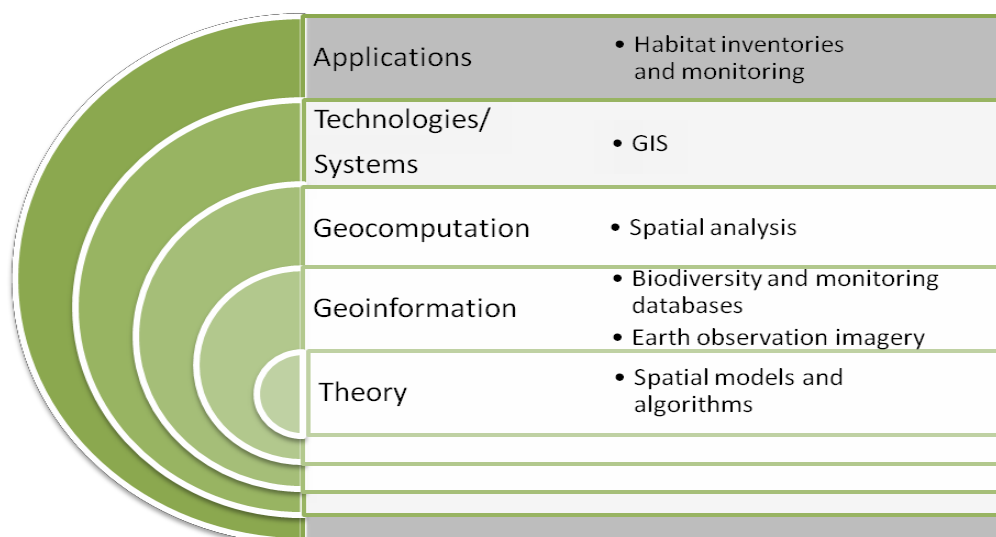 Applications
• Habitat inventories
and monitoring
Technologies/
Systems
• GIS
Geocomputation
• Spatial analysis
Geoinformation
• Biodiversity and monitoring
databases
• Earth observation imagery
Theory
• Spatial models and
algorithms